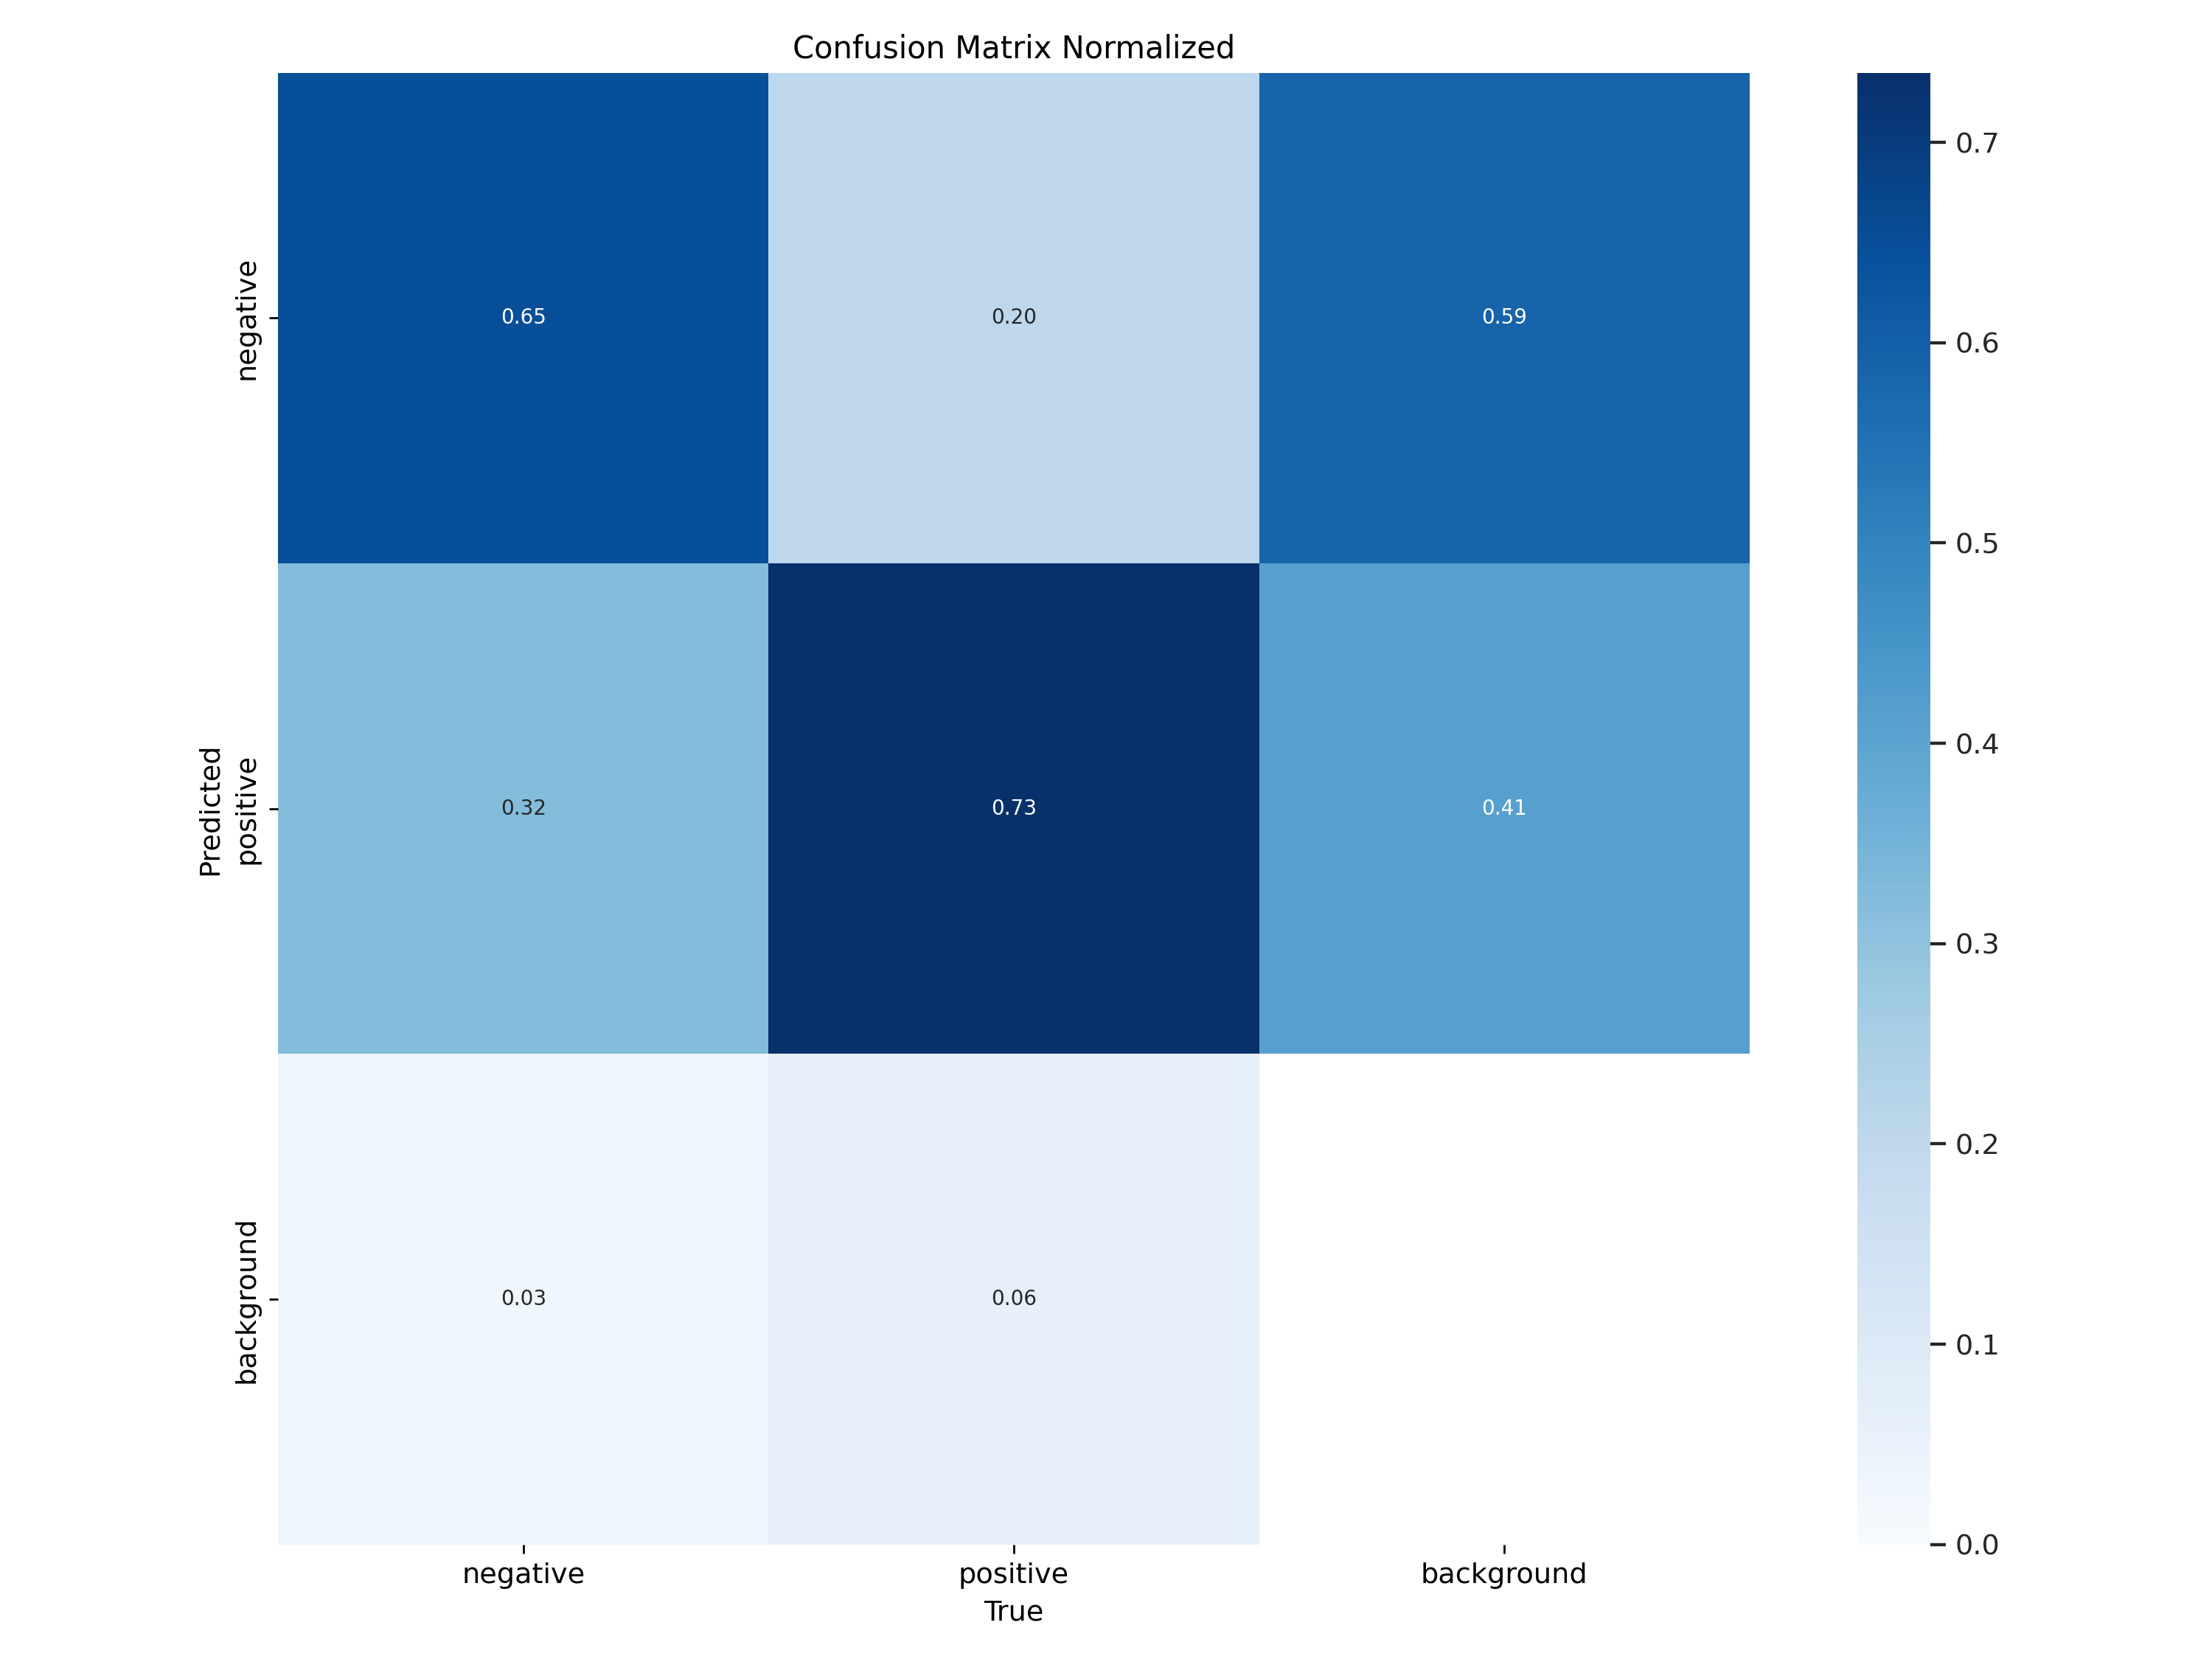 Confusion Matrix Normalized
negative
0.65
0.20
0.59
Predicted
positive
0.32
0.73
0.41
background
0.03
0.06
negative
positive
background
True
0.7
0.6
0.5
0.4
0.3
0.2
0.1
0.0